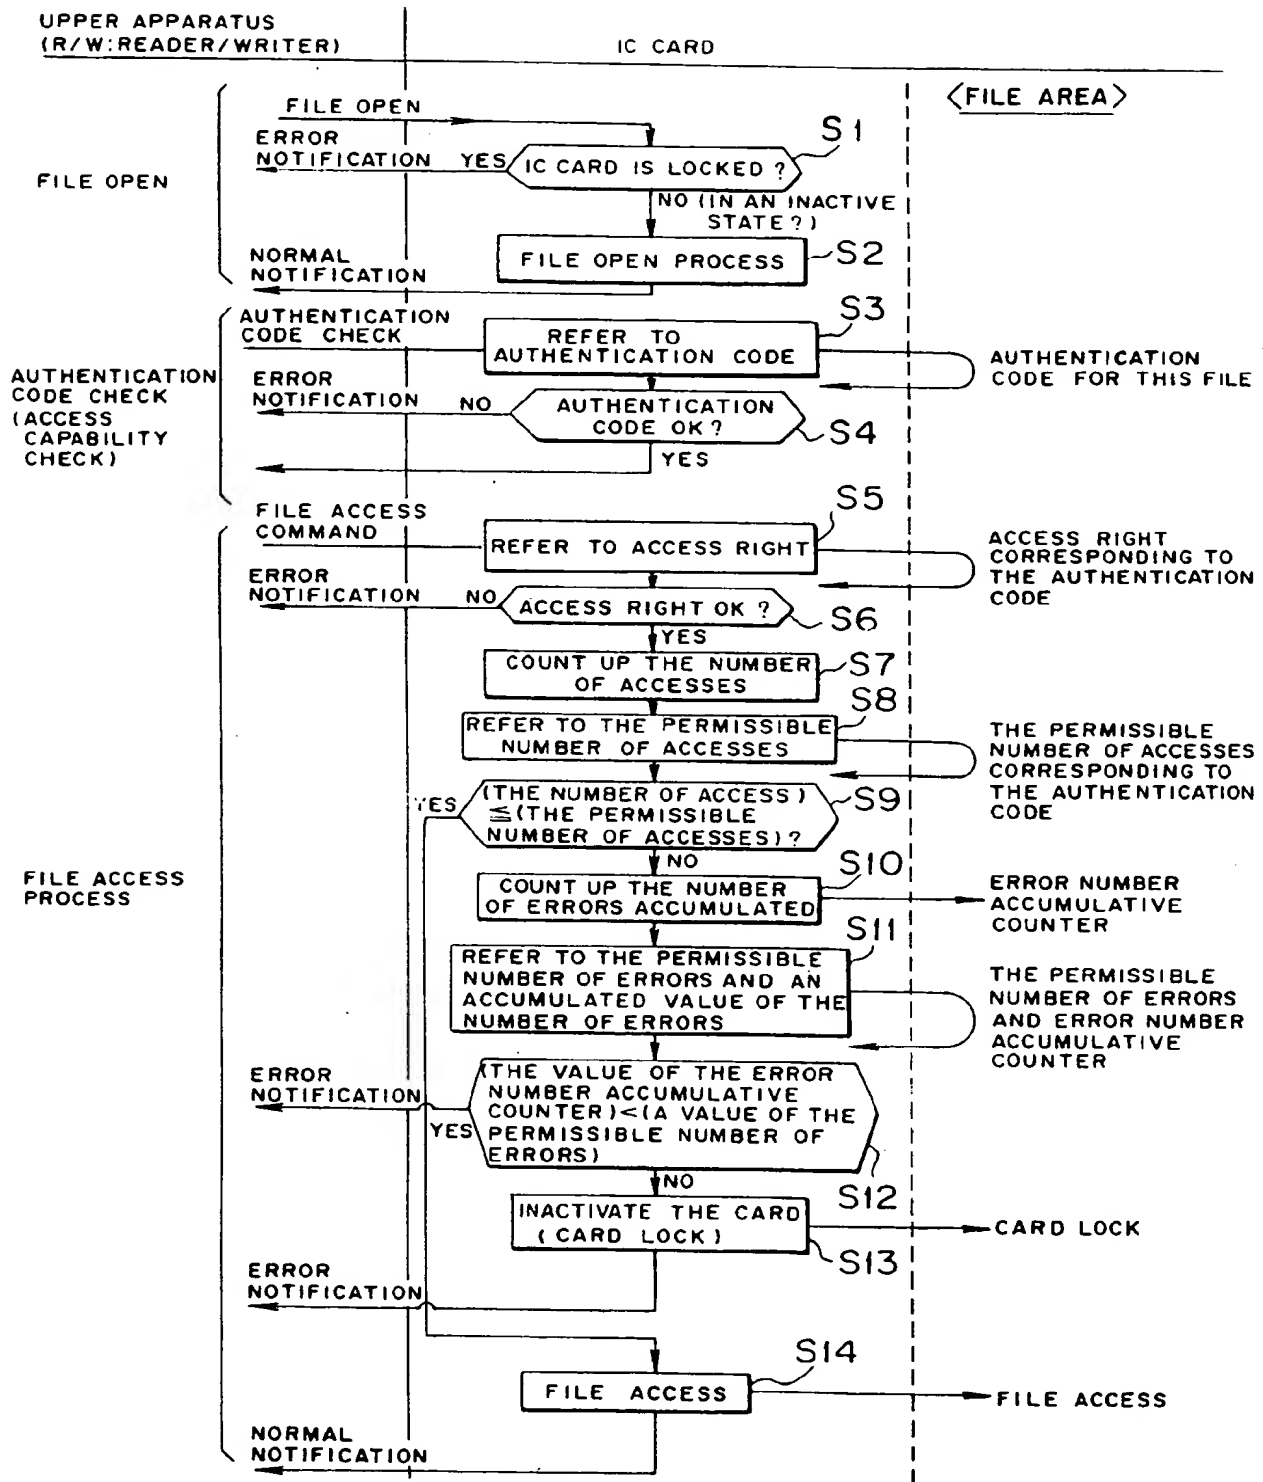 UPPER APPARATUS
(R/W:READER/WRITER)
IC CARD
<FILE AREA>
FILE OPEN
FILE OPEN
ERROR
NOTIFICATION
YES
IC CARD IS LOCKED ?
S1
NO (IN AN INACTIVE
STATE?)
NORMAL
NOTIFICATION
FILE OPEN PROCESS
S2
AUTHENTICATION
CODE CHECK
(ACCESS
CAPABILITY
CHECK)
AUTHENTICATION
CODE CHECK
REFER TO
AUTHENTICATION CODE
S3
AUTHENTICATION
CODE FOR THIS FILE
ERROR
NOTIFICATION
NO
AUTHENTICATION
CODE OK ?
S4
YES
FILE ACCESS
PROCESS
FILE ACCESS
COMMAND
REFER TO ACCESS RIGHT
S5
ACCESS RIGHT
CORRESPONDING TO
THE AUTHENTICATION
CODE
ERROR
NOTIFICATION
NO
ACCESS RIGHT OK ?
S6
YES
COUNT UP THE NUMBER
OF ACCESSES
S7
REFER TO THE PERMISSIBLE
NUMBER OF ACCESSES
S8
THE PERMISSIBLE
NUMBER OF ACCESSES
CORRESPONDING TO
THE AUTHENTICATION
CODE
YES
(THE NUMBER OF ACCESS)
≦(THE PERMISSIBLE
NUMBER OF ACCESSES) ?
S9
NO
COUNT UP THE NUMBER
OF ERRORS ACCUMULATED
S10
ERROR NUMBER
ACCUMULATIVE
COUNTER
REFER TO THE PERMISSIBLE
NUMBER OF ERRORS AND AN
ACCUMULATED VALUE OF THE
NUMBER OF ERRORS
S11
THE PERMISSIBLE
NUMBER OF ERRORS
AND ERROR NUMBER
ACCUMULATIVE
COUNTER
ERROR
NOTIFICATION
YES
(THE VALUE OF THE ERROR
NUMBER ACCUMULATIVE
COUNTER)<(A VALUE OF THE
PERMISSIBLE NUMBER OF
ERRORS)
S12
NO
INACTIVATE THE CARD
(CARD LOCK)
S13
CARD LOCK
ERROR
NOTIFICATION
FILE ACCESS
S14
FILE ACCESS
NORMAL
NOTIFICATION